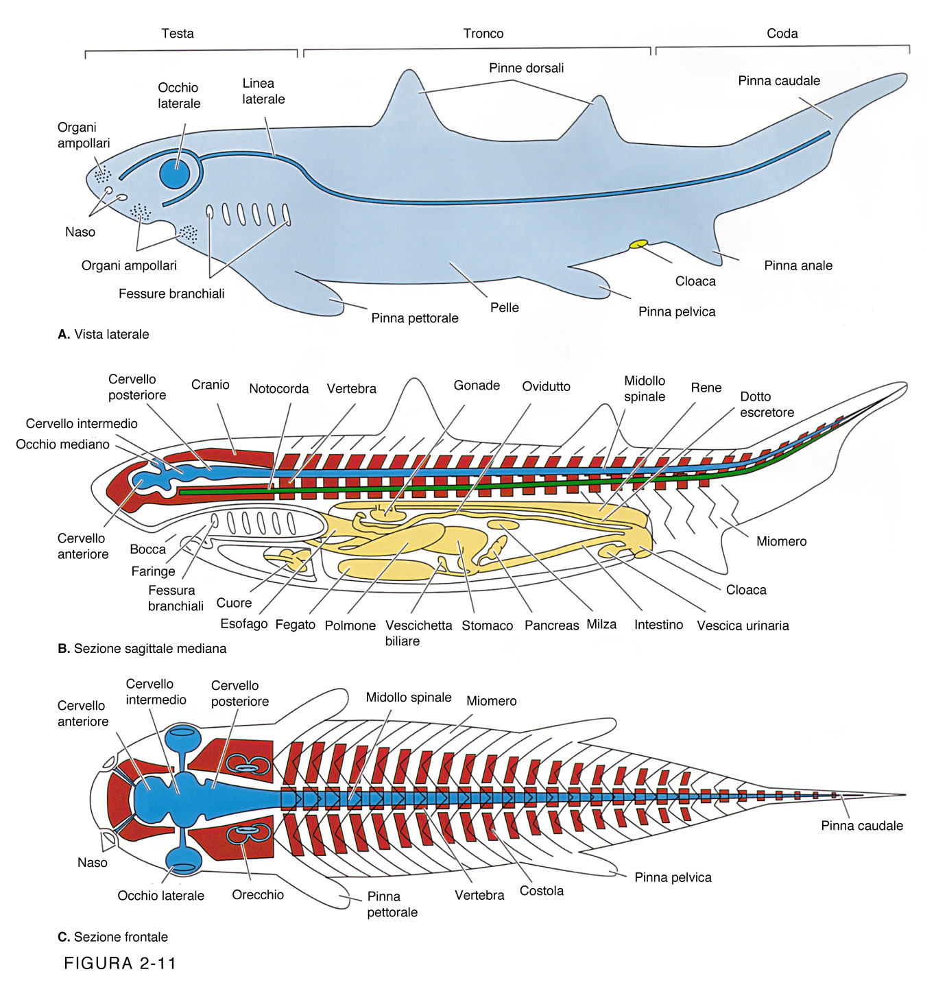 Testa
Tronco
Coda
Pinne dorsali
Pinna caudale
Occhio
laterale
Linea
laterale
Organi
ampollari
Naso
Organi ampollari
Fessure branchiali
Pinna pettorale
Pelle
Pinna pelvica
Cloaca
Pinna anale
A. Vista laterale
Cervello
posteriore
Cranio
Notocorda
Vertebra
Gonade
Ovidutto
Midollo
spinale
Rene
Dotto
escretore
Cervello intermedio
Occhio mediano
Cervello
anteriore
Bocca
Faringe
Fessura
branchiali
Cuore
Esofago
Fegato
Polmone
Vescichetta
biliare
Stomaco
Pancreas
Milza
Intestino
Vescica urinaria
Cloaca
Miomero
B. Sezione sagittale mediana
Cervello
anteriore
Cervello
intermedio
Cervello
posteriore
Midollo spinale
Miomero
Pinna caudale
Naso
Occhio laterale
Orecchio
Pinna
pettorale
Vertebra
Costola
Pinna pelvica
C. Sezione frontale
FIGURA 2-11